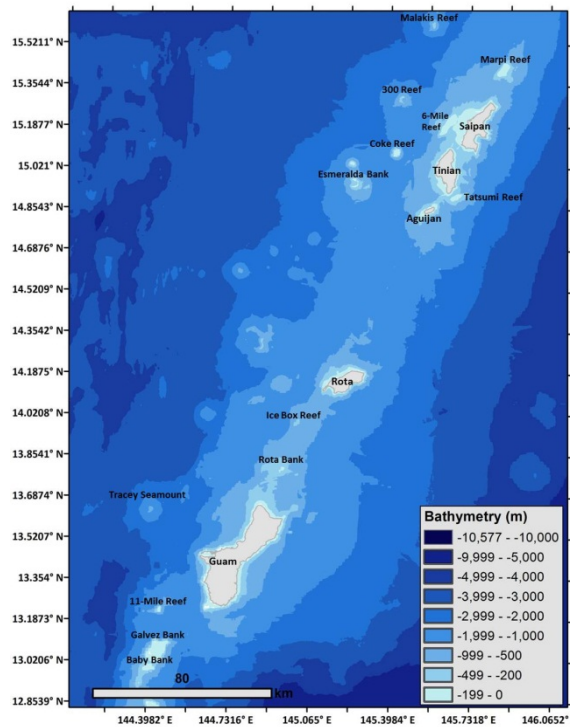 Malakis Reef
15.5211° N
Marpi Reef
15.3544° N
300 Reef
6-Mile
Reef
15.1877° N
Saipan
Coke Reef
15.021° N
Esmeralda Bank
Tinian
Tatsumi Reef
14.8543° N
Aguijan
14.6876° N
14.5209° N
14.3542° N
14.1875° N
Rota
14.0208° N
Ice Box Reef
13.8541° N
Rota Bank
13.6874° N
Tracey Seamount
13.5207° N
Guam
13.354° N
11-Mile Reef
13.1873° N
Galvez Bank
13.0206° N
Baby Bank
12.8539° N
80
km
Bathymetry (m)
-10,577 - -10,000
-9,999 - -5,000
-4,999 - -4,000
-3,999 - -3,000
-2,999 - -2,000
-1,999 - -1,000
-999 - -500
-499 - -200
-199 - 0
144.3982° E 144.7316° E 145.065° E 145.3984° E 145.7318° E 146.0652° E